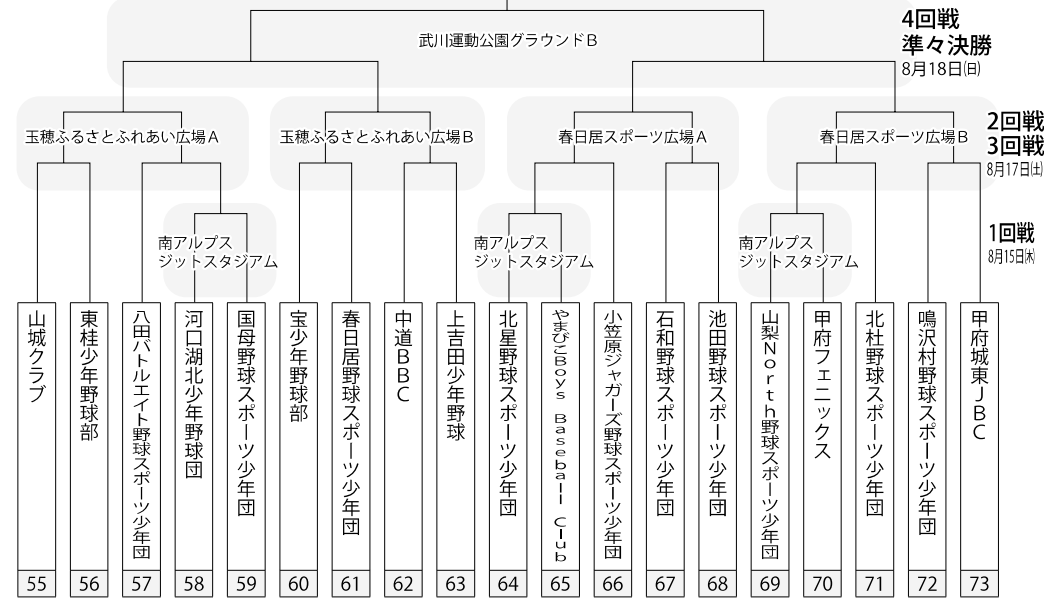 武川運動公園グラウンドB
4回戦
準々決勝
8月18日(日)
玉穂ふるさとふれあい広場A
玉穂ふるさとふれあい広場B
春日居スポーツ広場A
春日居スポーツ広場B
2回戦
3回戦
8月17日(土)
南アルプス
ジットスタジアム
南アルプス
ジットスタジアム
南アルプス
ジットスタジアム
1回戦
8月15日(木)
山城クラブ
東桂少年野球部
八田バトルエイト野球スポーツ少年団
河口湖北少年野球団
国母野球スポーツ少年団
宝少年野球部
春日居野球スポーツ少年団
中道BBC
上吉田少年野球
北星野球スポーツ少年団
やまびこBoys Baseball Club
小笠原ジャガーズ野球スポーツ少年団
石和野球スポーツ少年団
池田野球スポーツ少年団
山梨North野球スポーツ少年団
甲府フェニックス
北杜野球スポーツ少年団
鳴沢村野球スポーツ少年団
甲府城東JBC
55 56 57 58 59 60 61 62 63 64 65 66 67 68 69 70 71 72 73